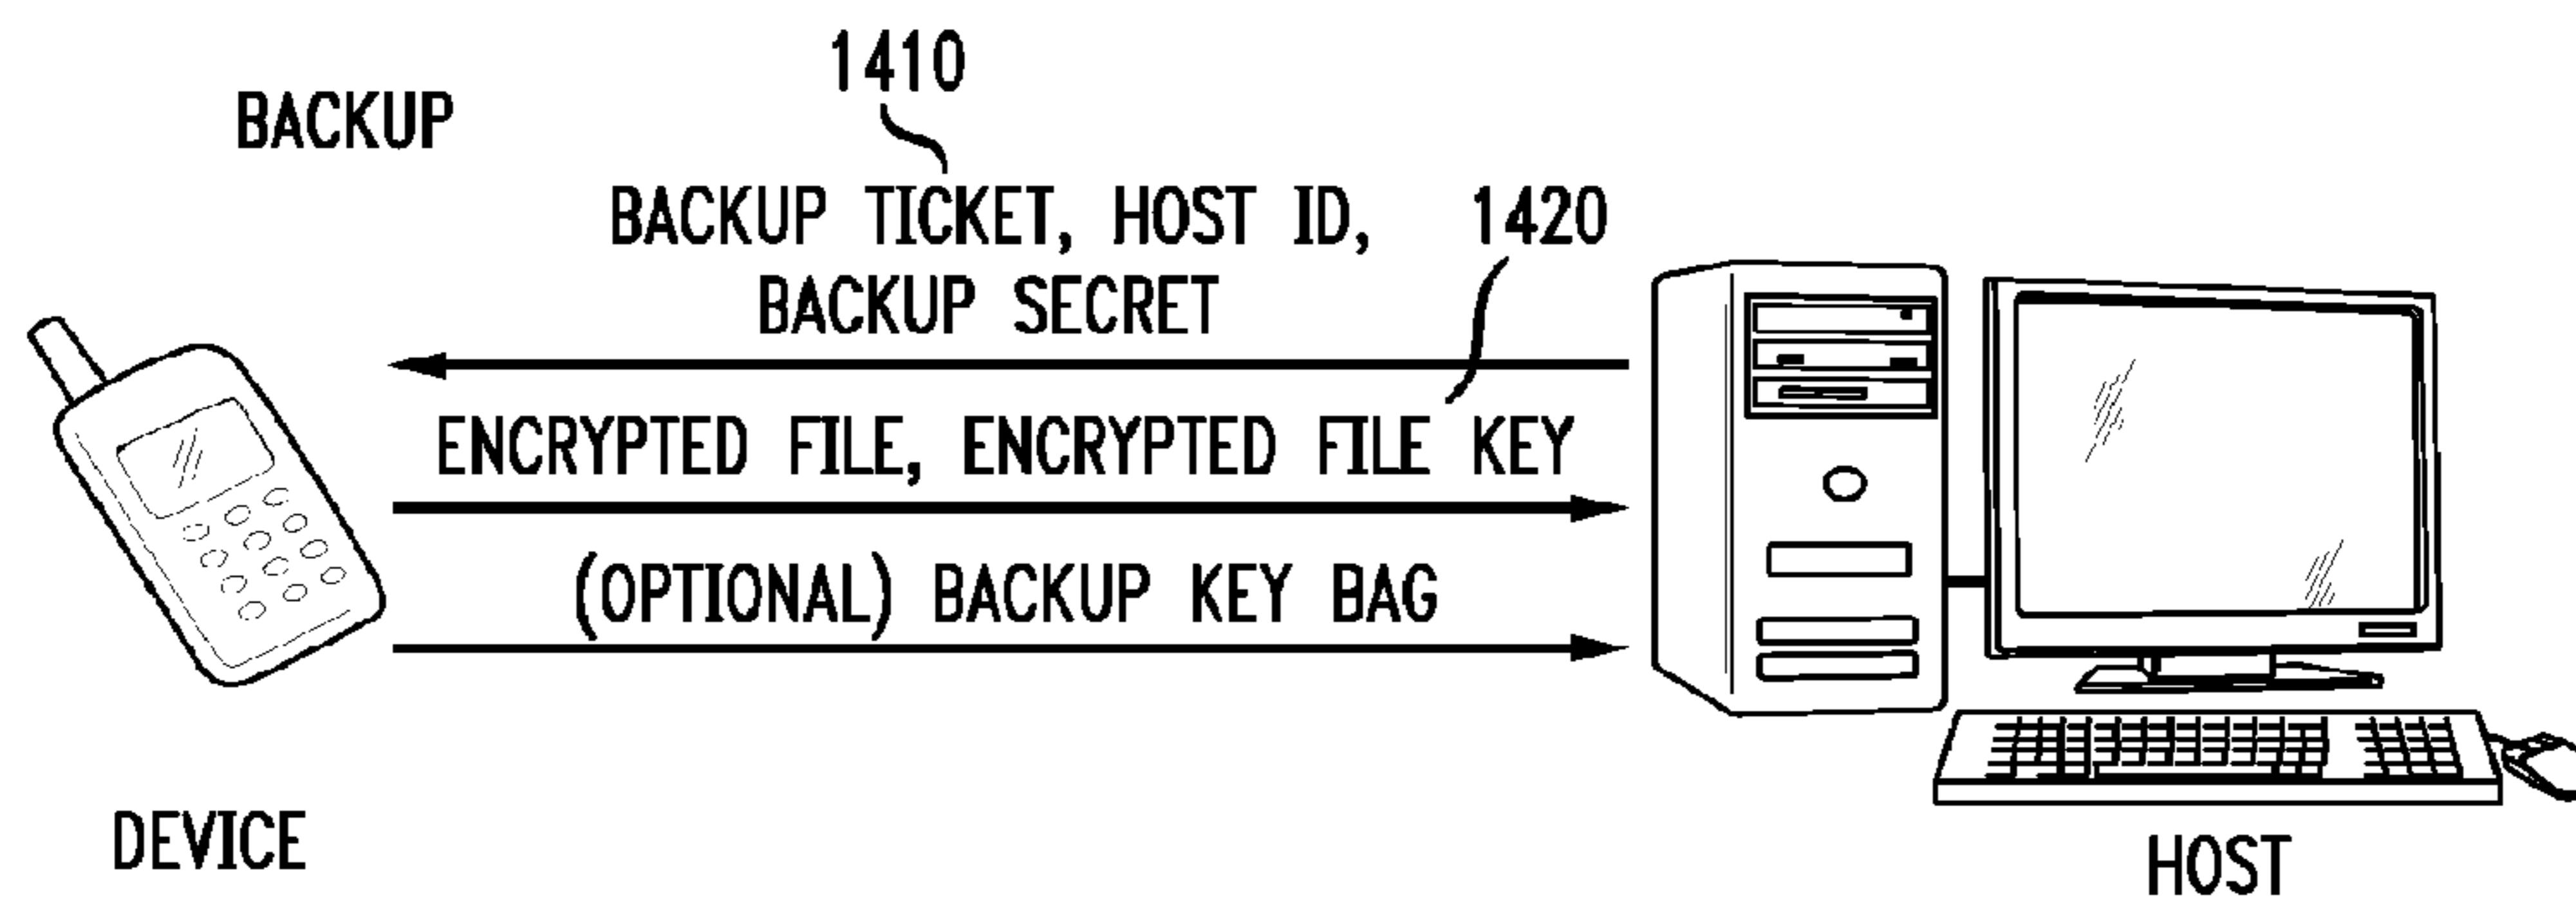 1410
BACKUP
BACKUP TICKET, HOST ID,
1420
BACKUP SECRET
ENCRYPTED FILE, ENCRYPTED FILE KEY
(OPTIONAL) BACKUP KEY BAG
DEVICE
HOST